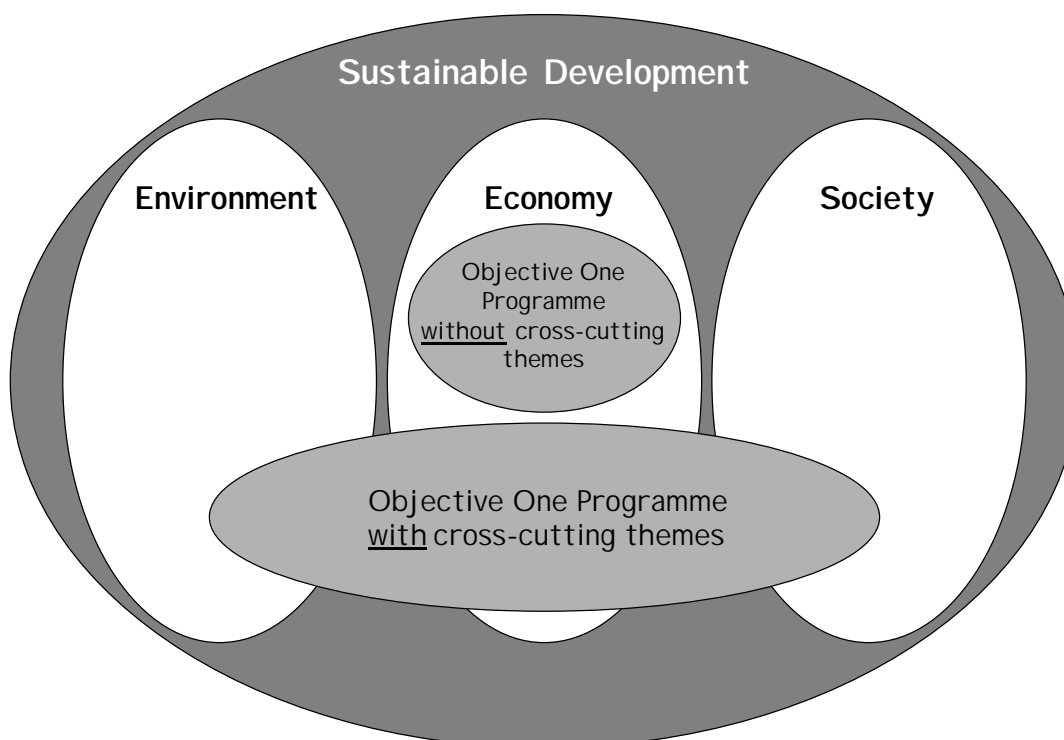 Sustainable Development
Environment
Economy
Society
Objective One
Programme
without cross-cutting
themes
Objective One Programme
with cross-cutting themes